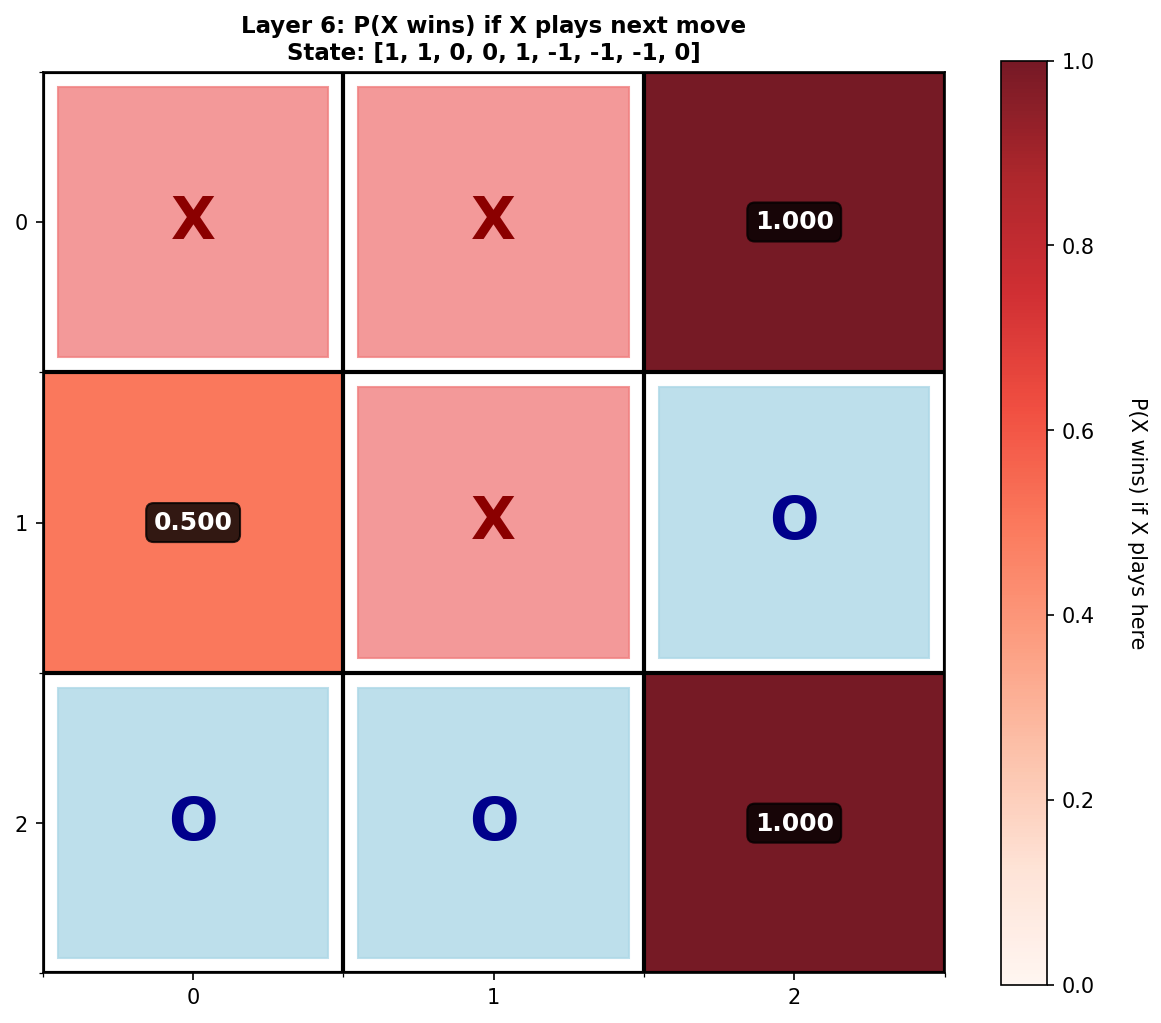 Layer 6: P(X wins) if X plays next move
State: [1, 1, 0, 0, 1, -1, -1, -1, 0]
0
X
X
1.000
1
0.500
X
O
2
O
O
1.000
0
1
2
1.0
0.8
0.6
0.4
0.2
0.0
P(X wins) if X plays here